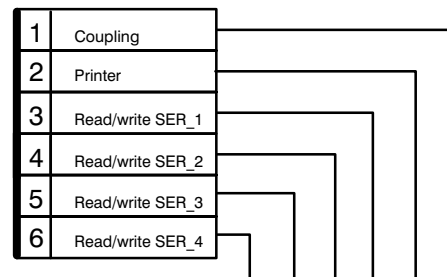 1 Coupling
2 Printer
3 Read/write SER_1
4 Read/write SER_2
5 Read/write SER_3
6 Read/write SER_4